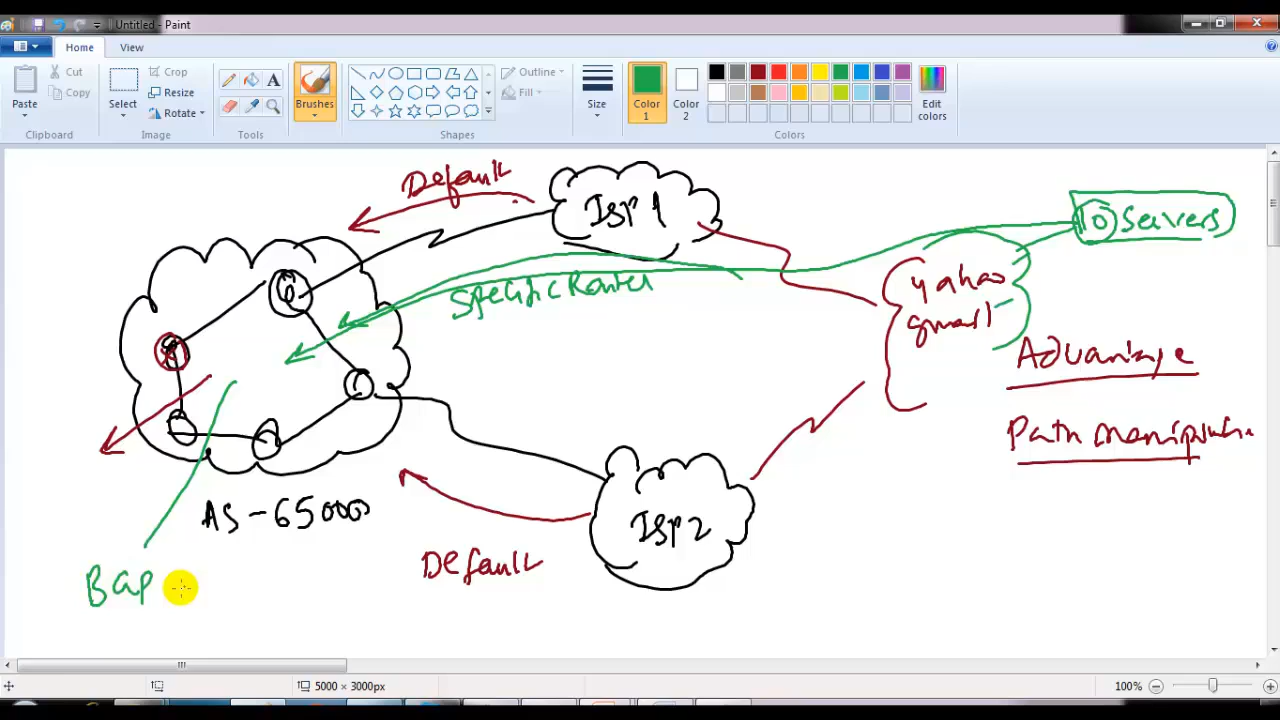 Untitled - Paint
Home
View
Paste
Cut
Copy
Clipboard
Select
Crop
Resize
Rotate
Image
Tools
Brushes
Shapes
Outline
Fill
Size
Color 1
Color 2
Edit colors
Colors
Default
Isp 1
10 Servers
Specific Routes
yahoo
gmail
Advantage
Path
AS - 65000
Isp 2
Default
BGP
5000 × 3000px
100%